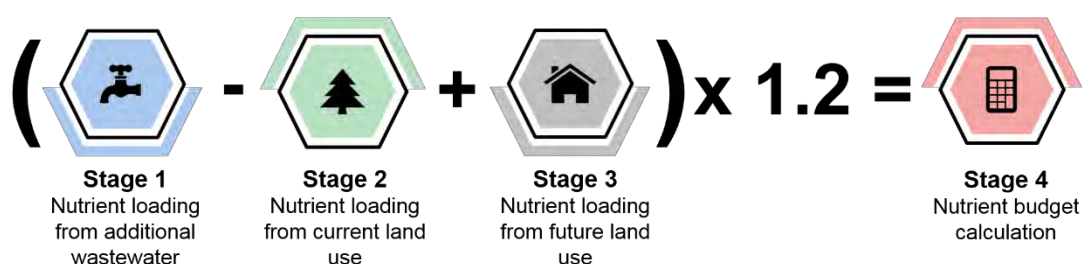 ( - + ) x 1.2 =
Stage 1
Nutrient loading
from additional
wastewater
Stage 2
Nutrient loading
from current land
use
Stage 3
Nutrient loading
from future land
use
Stage 4
Nutrient budget
calculation